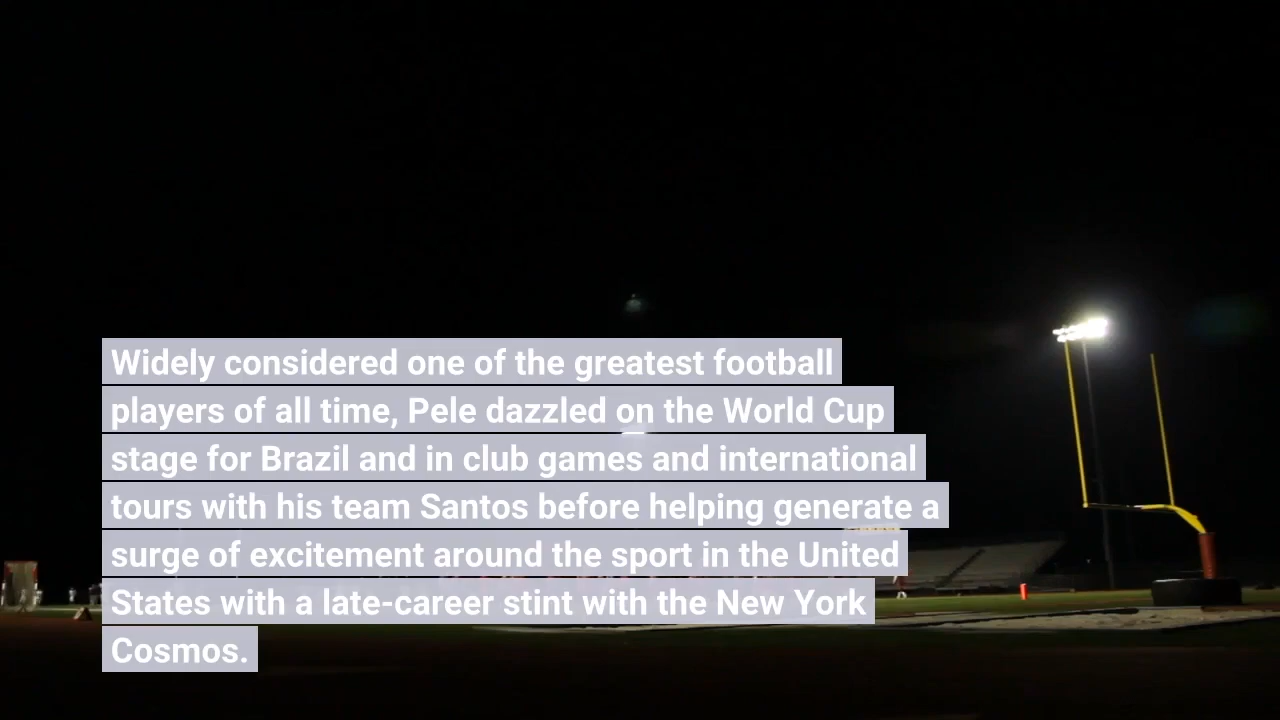 Widely considered one of the greatest football
players of all time, Pele dazzled on the World Cup
stage for Brazil and in club games and international
tours with his team Santos before helping generate a
surge of excitement around the sport in the United
States with a late-career stint with the New York
Cosmos.